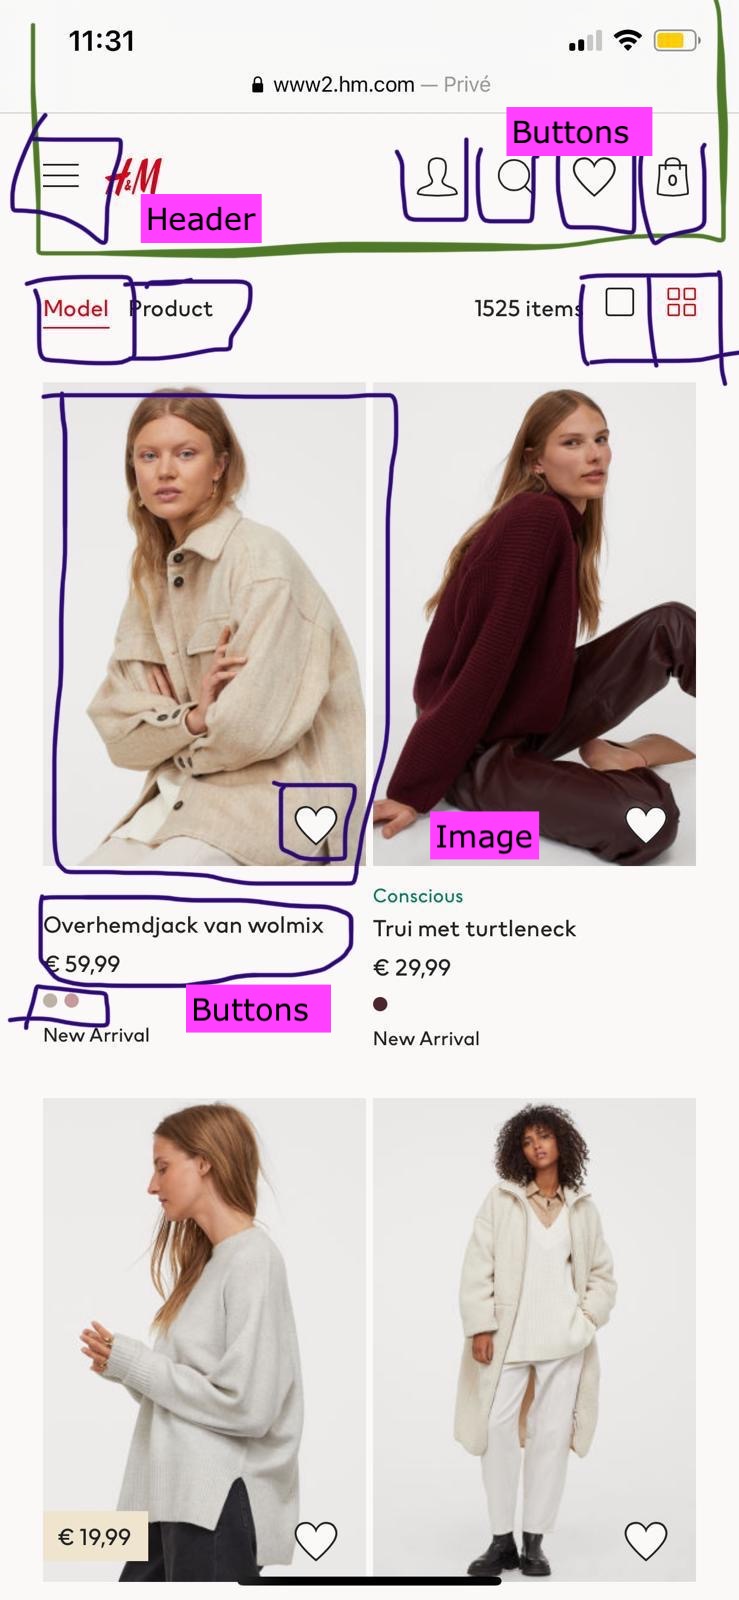 11:31
www2.hm.com — Privé
Buttons
H&M
0
Header
Model Product 1525 items
Image
Conscious
Overhemdjack van wolmix
€ 59,99
Trui met turtleneck
€ 29,99
Buttons
New Arrival
New Arrival
€ 19,99